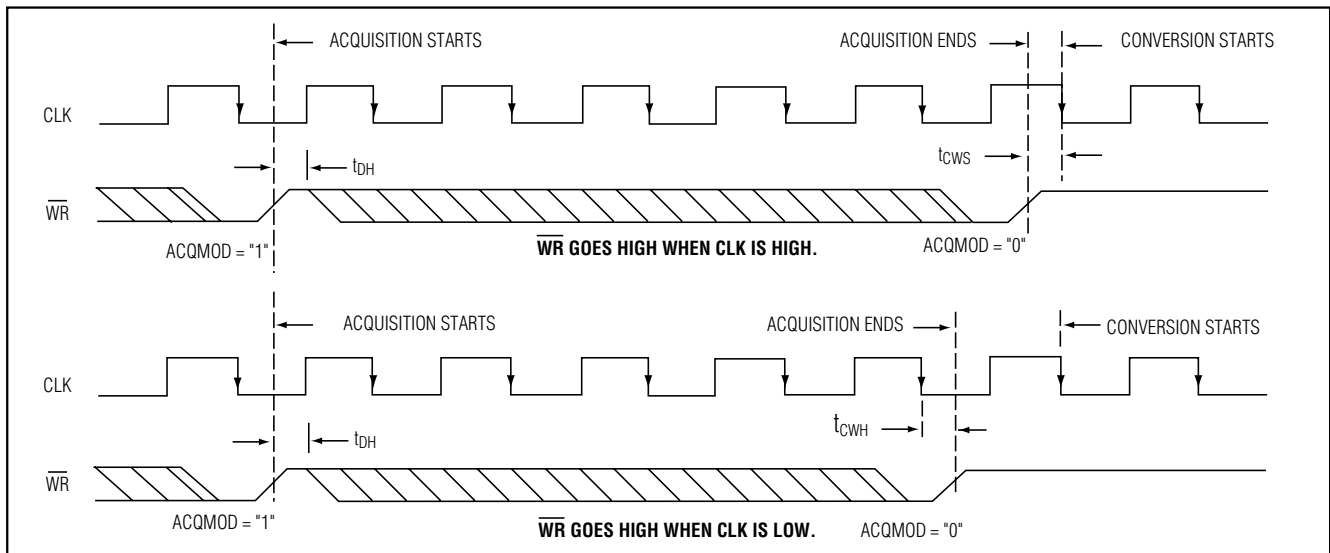 ACQUISITION STARTS
ACQUISITION ENDS
CONVERSION STARTS
CLK
tCWS
tDH
WR
ACQMOD = "1"
WR GOES HIGH WHEN CLK IS HIGH.
ACQMOD = "0"
ACQUISITION STARTS
ACQUISITION ENDS
CONVERSION STARTS
CLK
tCWH
tDH
WR
ACQMOD = "1"
WR GOES HIGH WHEN CLK IS LOW.
ACQMOD = "0"